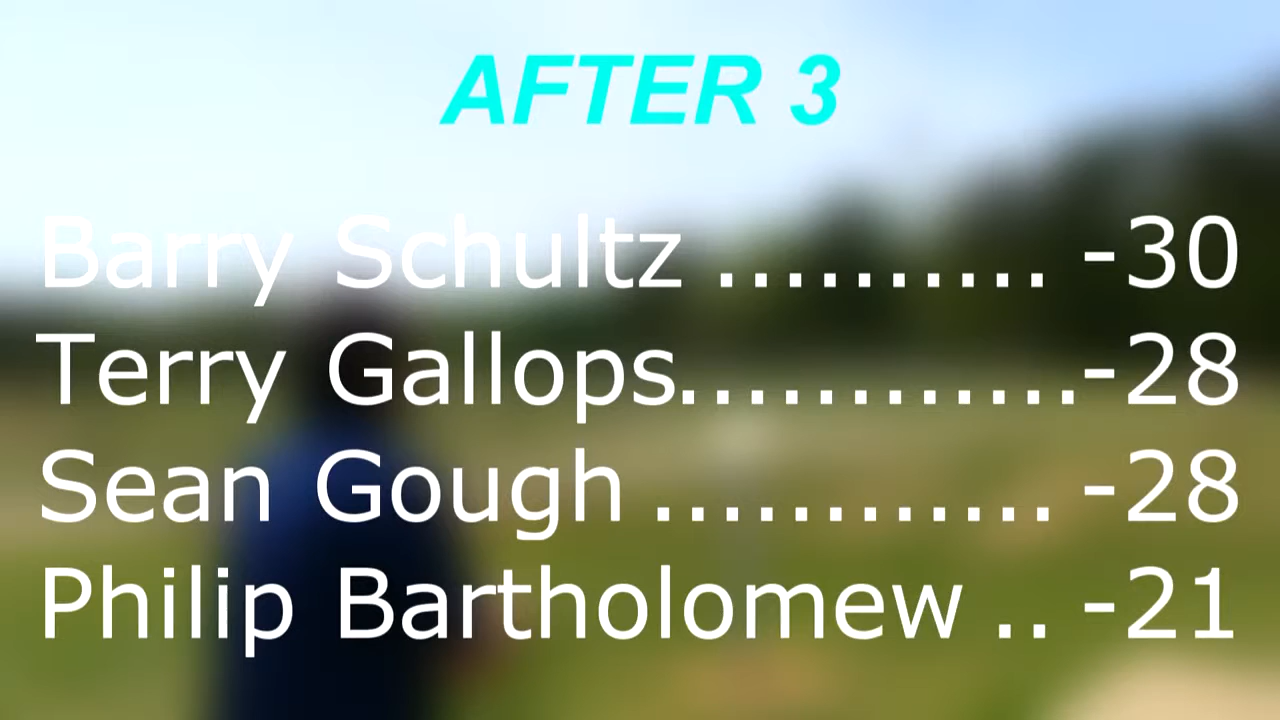 AFTER 3
Barry Schultz .......... -30
Terry Gallops............-28
Sean Gough ............ -28
Philip Bartholomew .. -21